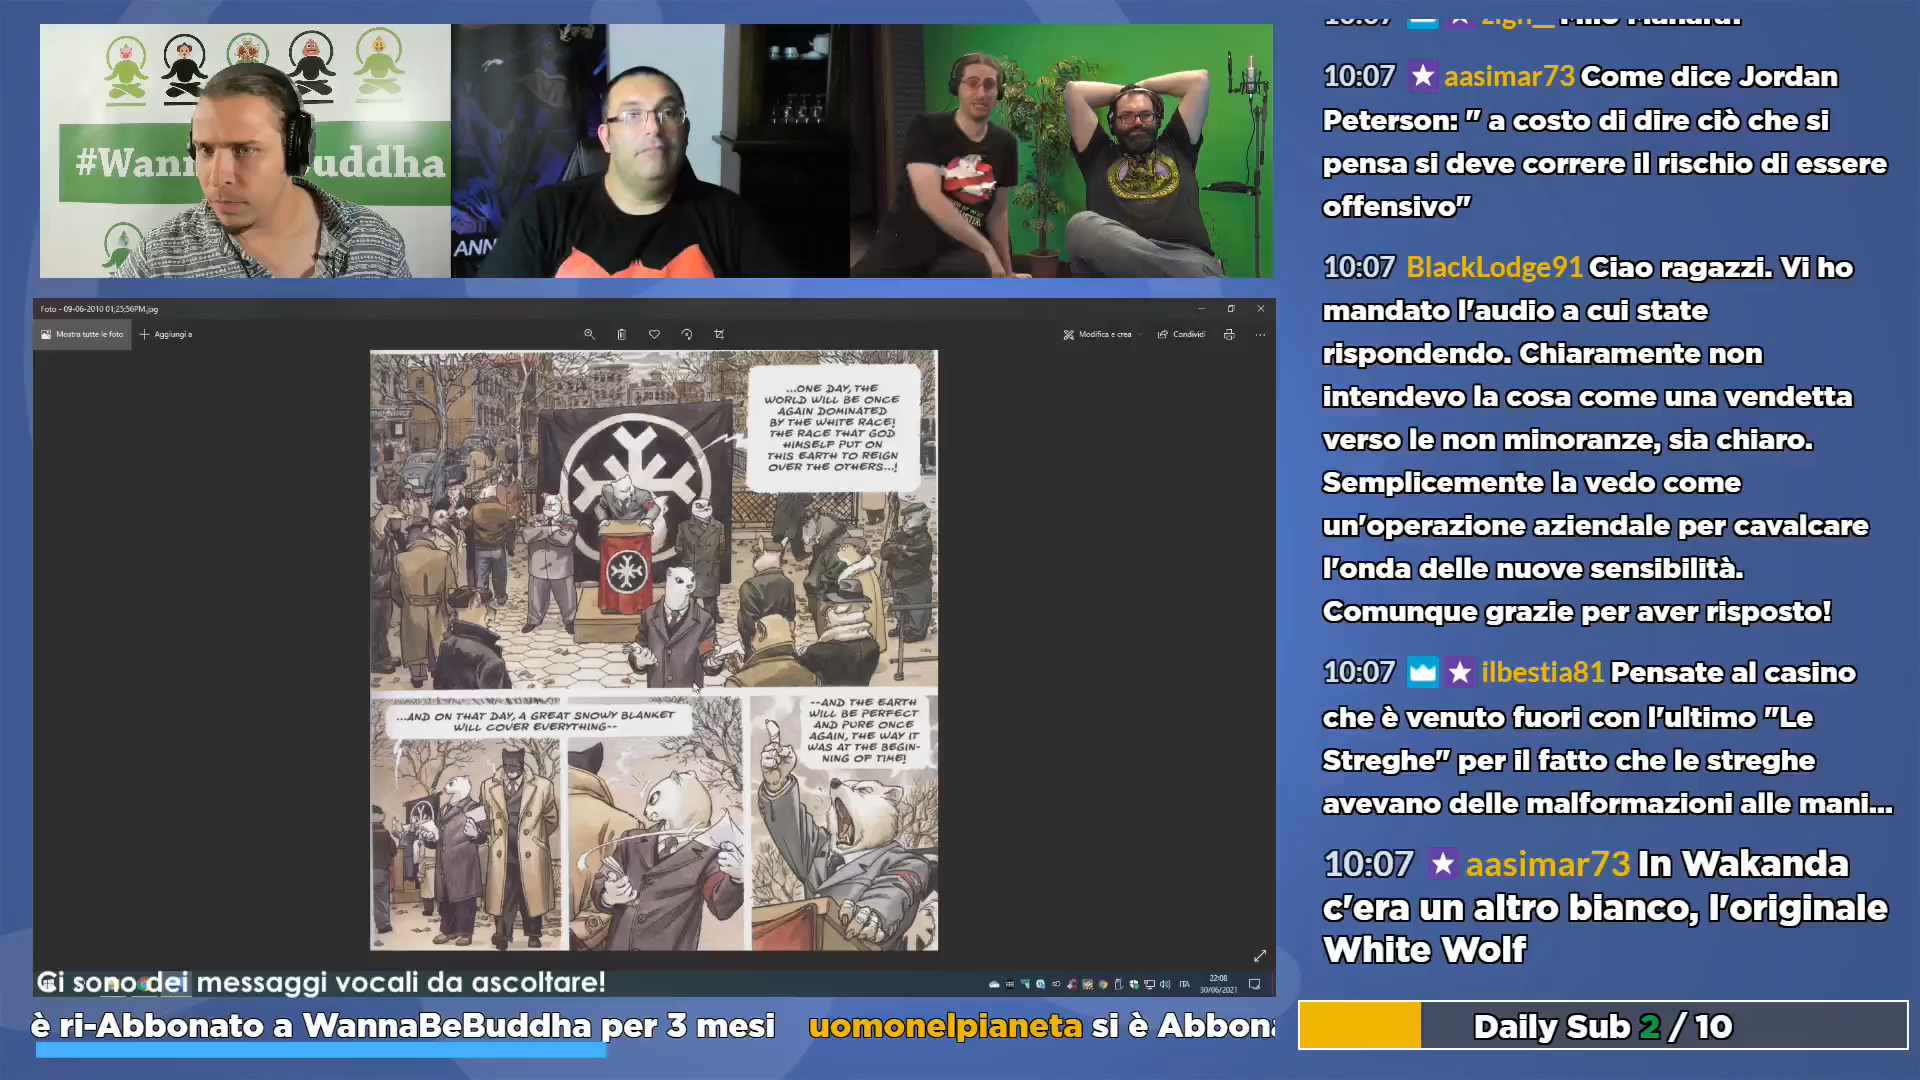 #Wann uddha
ANN
10:07 zigh__ Milo Manara!
10:07 aasimar73 Come dice Jordan
Peterson: " a costo di dire ciò che si
pensa si deve correre il rischio di essere
offensivo"
10:07 BlackLodge91 Ciao ragazzi. Vi ho
mandato l'audio a cui state
rispondendo. Chiaramente non
intendevo la cosa come una vendetta
verso le non minoranze, sia chiaro.
Semplicemente la vedo come
un'operazione aziendale per cavalcare
l'onda delle nuove sensibilità.
Comunque grazie per aver risposto!
10:07 ilbestia81 Pensate al casino
che è venuto fuori con l'ultimo "Le
Streghe" per il fatto che le streghe
avevano delle malformazioni alle mani...
10:07 aasimar73 In Wakanda
c'era un altro bianco, l'originale
White Wolf
Foto - 09-06-2010 01;25;56PM.jpg
Mostra tutte le foto
Aggiungi a
Modifica e crea
Condividi
...ONE DAY, THE
WORLD WILL BE ONCE
AGAIN DOMINATED
BY THE WHITE RACE!
THE RACE THAT GOD
HIMSELF PUT ON
THIS EARTH TO REIGN
OVER THE OTHERS...!
...AND ON THAT DAY, A GREAT SNOWY BLANKET
WILL COVER EVERYTHING--
--AND THE EARTH
WILL BE PERFECT
AND PURE ONCE
AGAIN, THE WAY IT
WAS AT THE BEGIN-
NING OF TIME!
Ci sono dei messaggi vocali da ascoltare!
ITA
22:08
30/06/2021
è ri-Abbonato a WannaBeBuddha per 3 mesi uomonelpianeta si è Abbona
Daily Sub 2 / 10